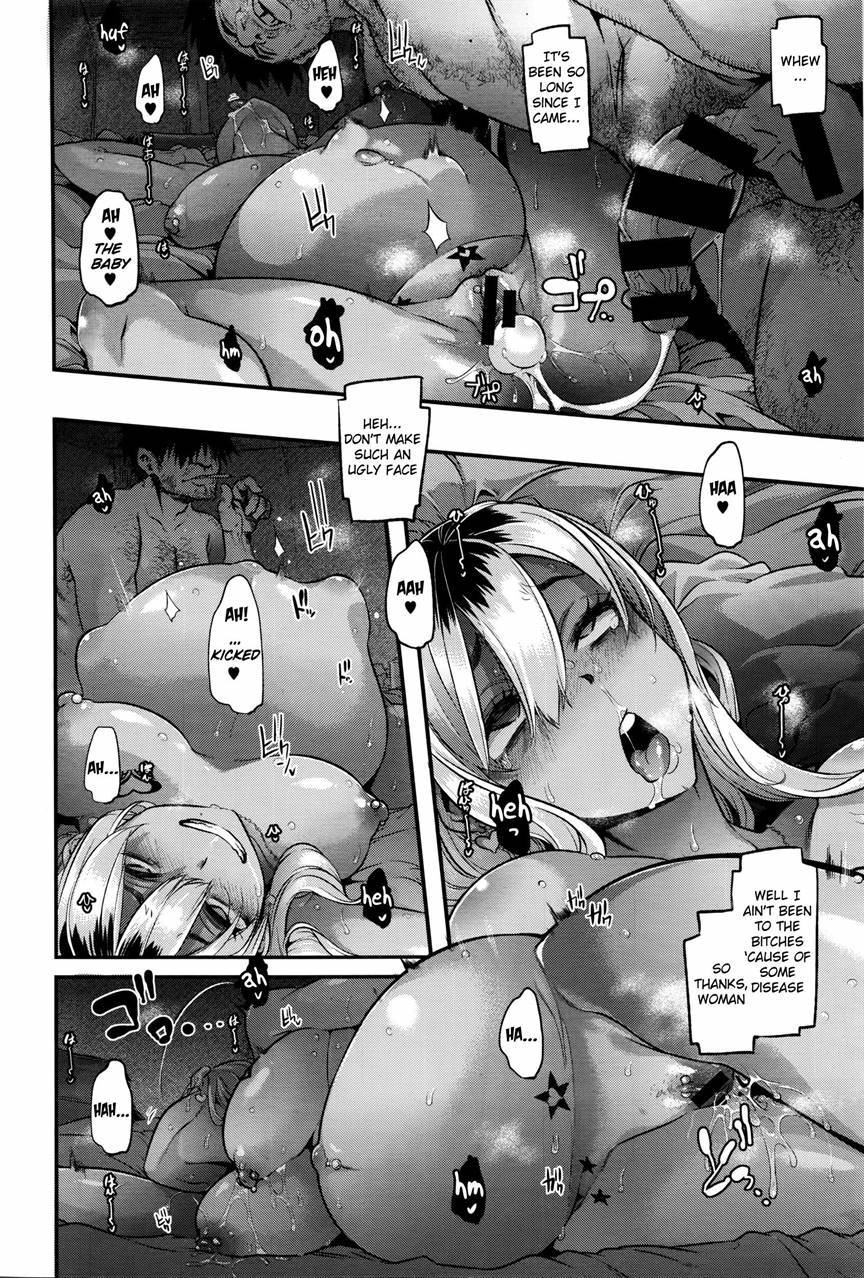 WHEW
...
IT'S
BEEN SO
LONG
SINCE I
CAME...
HEH
♥
haf
♥
AH
♥
AH
♥
THE
BABY
♥
oh
hm
ah
HAA
♥
ah
AAH
♥
heh
WELL I
AIN'T BEEN
TO THE
BITCHES
'CAUSE OF
SOME
DISEASE
SO
THANKS,
WOMAN
HEH...
DON'T MAKE
SUCH AN
UGLY FACE
ah
AH!
...
KICKED
♥
AH...
heh
ah
HA...
HAH...
hm